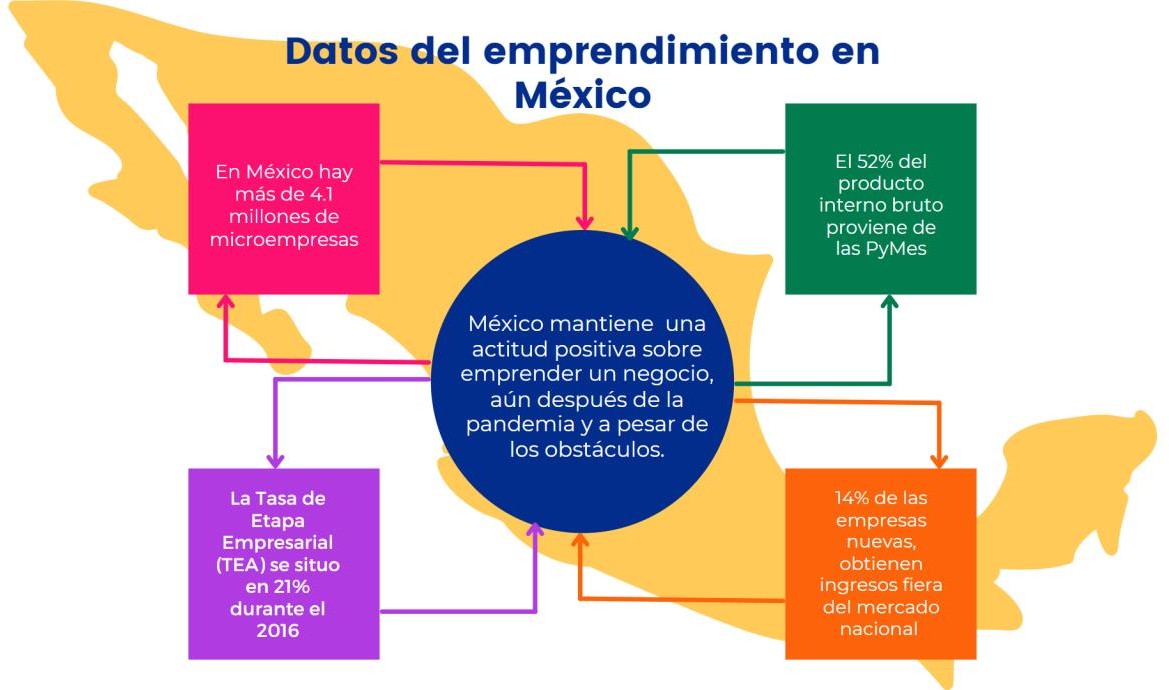 Datos del emprendimiento en
México
En México hay
más de 4.1
millones de
microempresas
El 52% del
producto
interno bruto
proviene de
las PyMes
México mantiene una
actitud positiva sobre
emprender un negocio,
aún después de la
pandemia y a pesar de
los obstáculos.
La Tasa de
Etapa
Empresarial
(TEA) se situo
en 21%
durante el
2016
14% de las
empresas
nuevas,
obtienen
ingresos fiera
del mercado
nacional